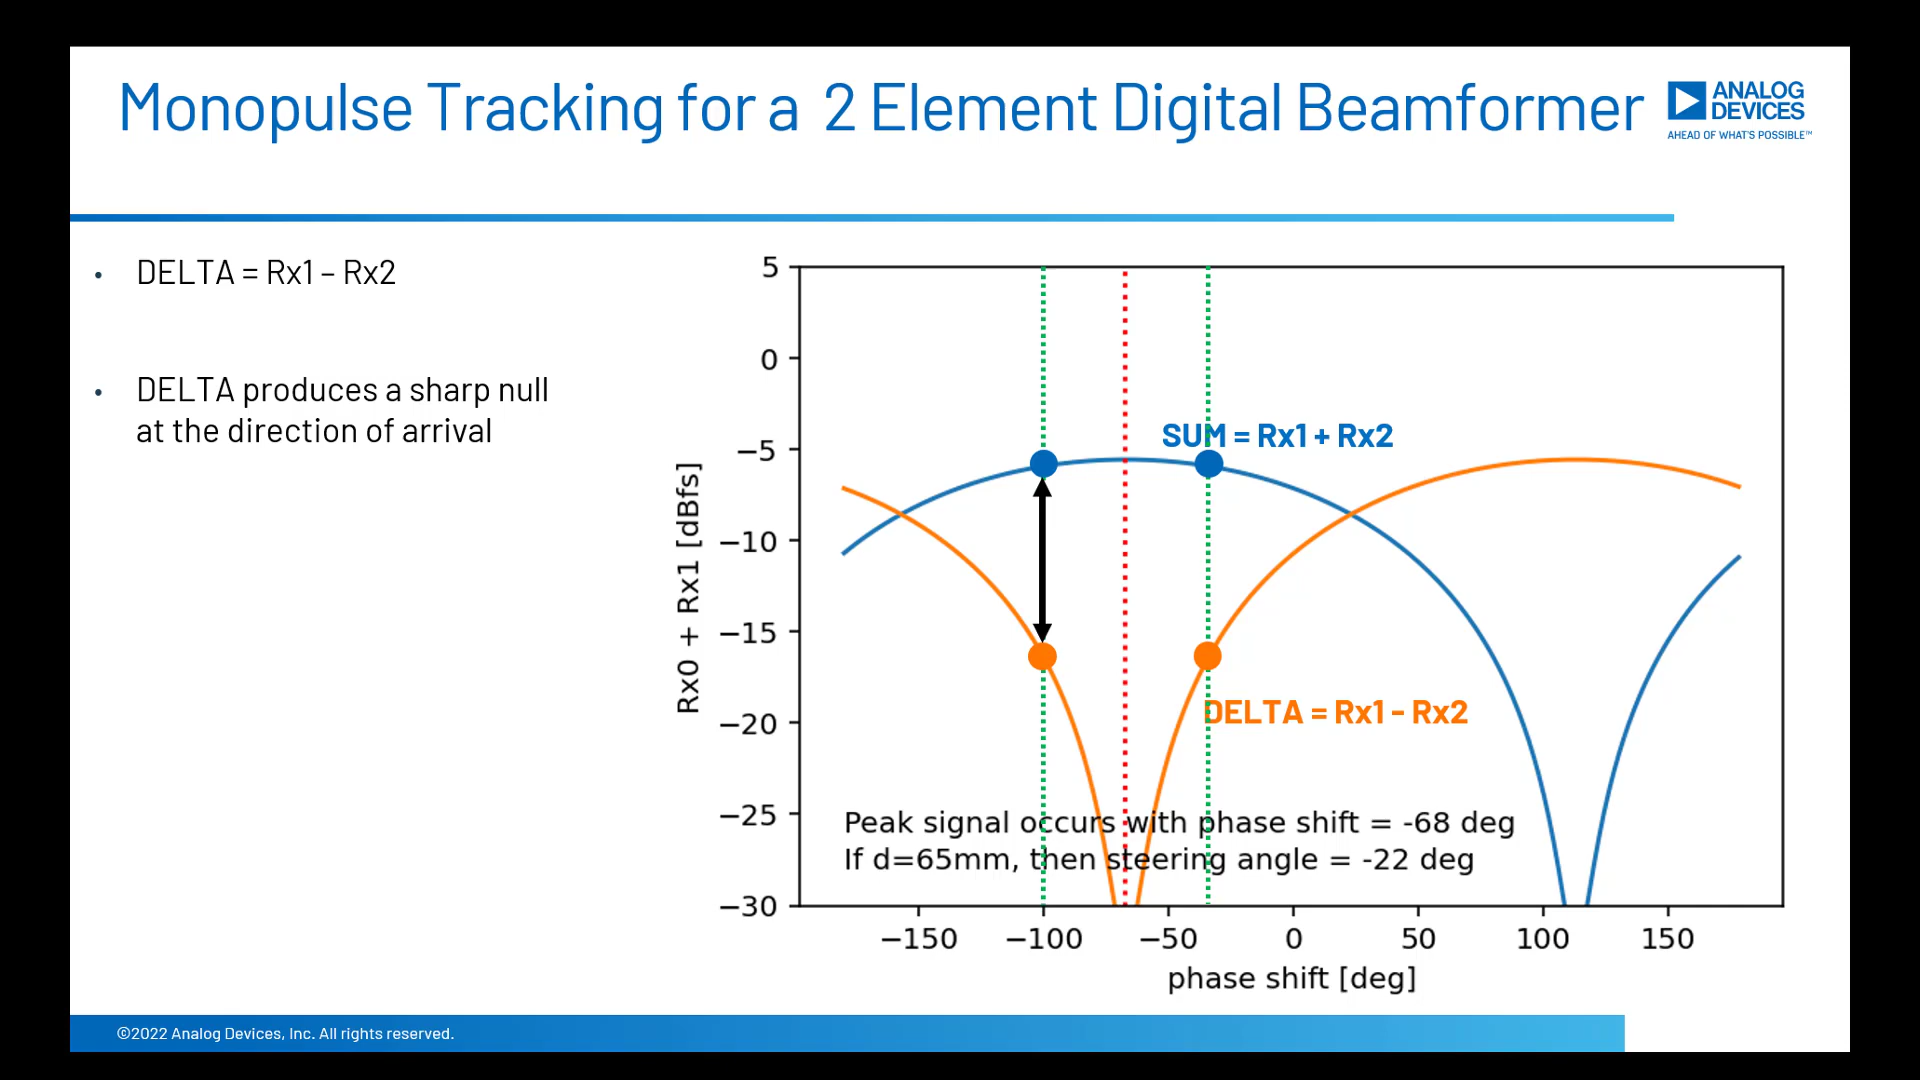 Monopulse Tracking for a 2 Element Digital Beamformer
ANALOG
DEVICES
AHEAD OF WHAT'S POSSIBLE™
• DELTA = Rx1 – Rx2
• DELTA produces a sharp null
at the direction of arrival
5
0
−5
−10
−15
−20
−25
−30
Rx0 + Rx1 [dBfs]
SUM = Rx1 + Rx2
DELTA = Rx1 - Rx2
Peak signal occurs with phase shift = -68 deg
If d=65mm, then steering angle = -22 deg
−150 −100 −50 0 50 100 150
phase shift [deg]
©2022 Analog Devices, Inc. All rights reserved.